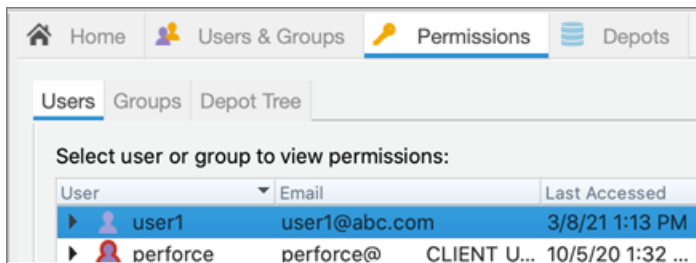 Home Users & Groups Permissions Depots
Users Groups Depot Tree
Select user or group to view permissions:
User Email Last Accessed
user1 user1@abc.com 3/8/21 1:13 PM
perforce perforce@ CLIENT U... 10/5/20 1:32 ...